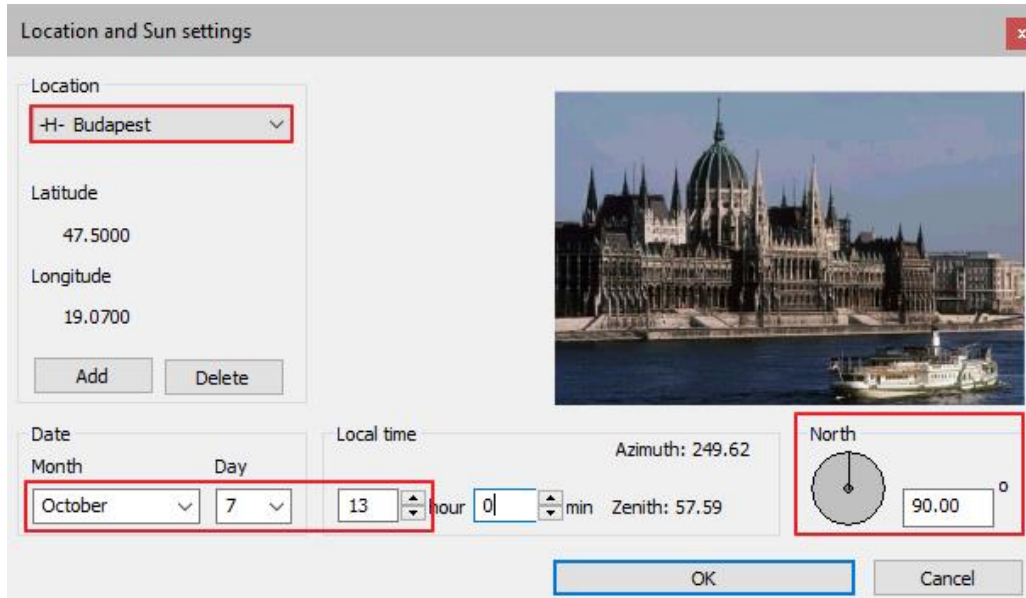 Location and Sun settings
x
Location
-H- Budapest
Latitude
47.5000
Longitude
19.0700
Add Delete
Date
Month Day
October 7
Local time
Azimuth: 249.62
13 hour 0 min Zenith: 57.59
North
90.00 °
OK Cancel